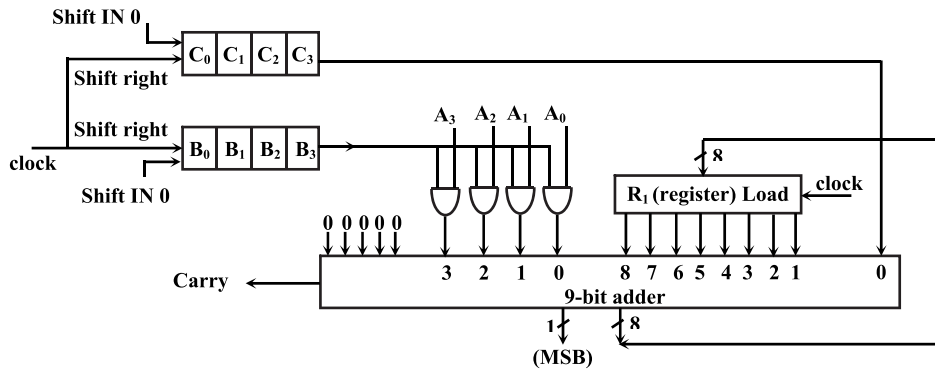 Shift IN 0
C₀ C₁ C₂ C₃
Shift right
A₃ A₂ A₁ A₀
Shift right
clock
B₀ B₁ B₂ B₃
8
Shift IN 0
R₁ (register) Load
clock
0 0 0 0 0
3 2 1 0 8 7 6 5 4 3 2 1 0
Carry
9-bit adder
1 8
(MSB)